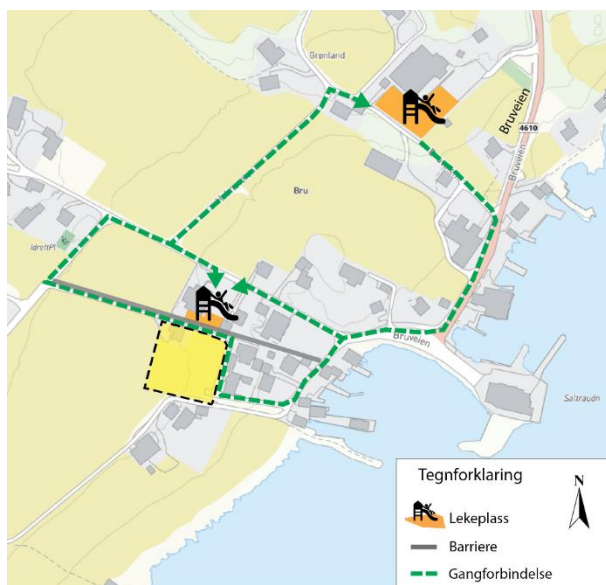 Grønland
Bruveien
4610
Bruveien
Bru
IdrettPl
Bruveien
Saltraudn
Tegnforklaring
N
Lekeplass
Barriere
Gangforbindelse